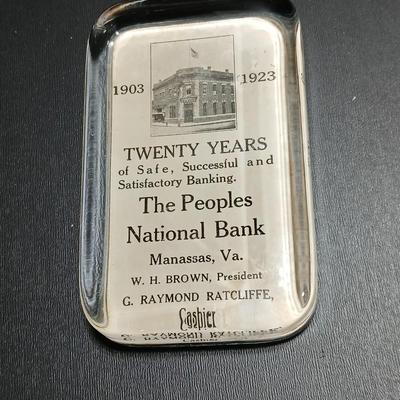 1903 1923
TWENTY YEARS
of Safe, Successful and
Satisfactory Banking.
The Peoples
National Bank
Manassas, Va.
W. H. BROWN, President
G. RAYMOND RATCLIFFE,
Cashier